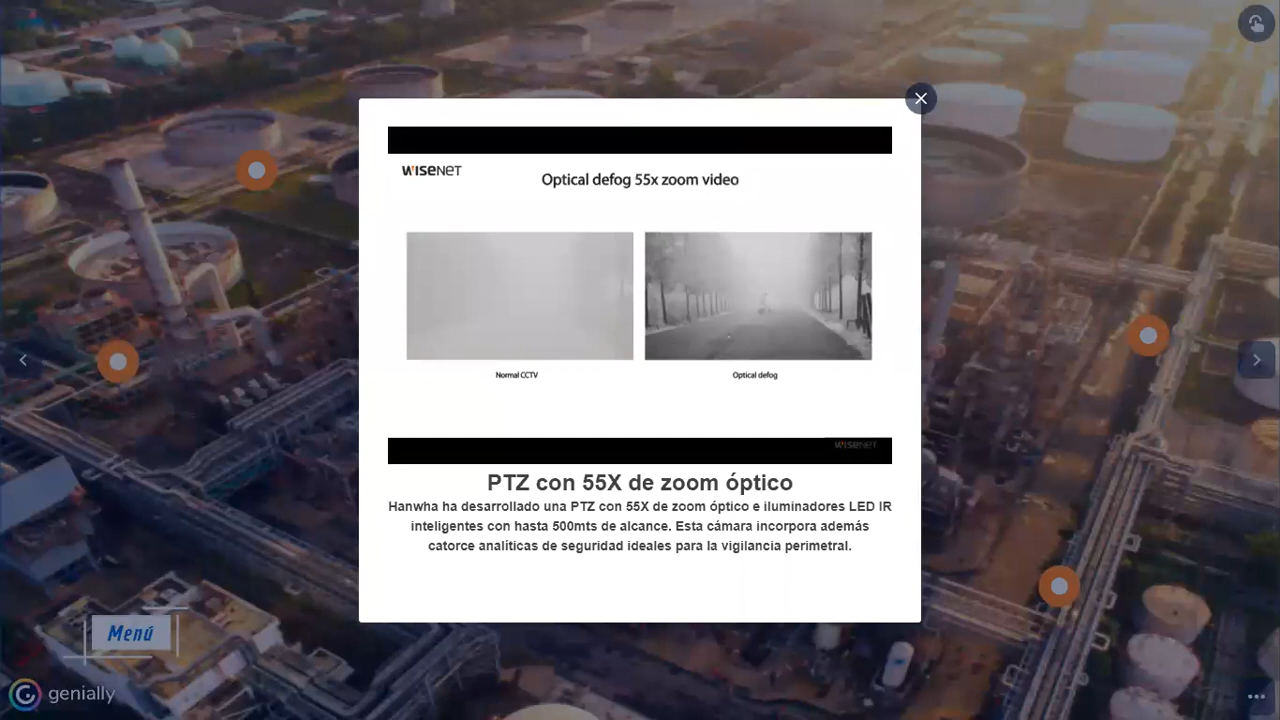 WISENET
Optical defog 55x zoom video
Normal CCTV
Optical defog
WISENET
PTZ con 55X de zoom óptico
Hanwha ha desarrollado una PTZ con 55X de zoom óptico e iluminadores LED IR
inteligentes con hasta 500mts de alcance. Esta cámara incorpora además
catorce analíticas de seguridad ideales para la vigilancia perimetral.
Menú
genially